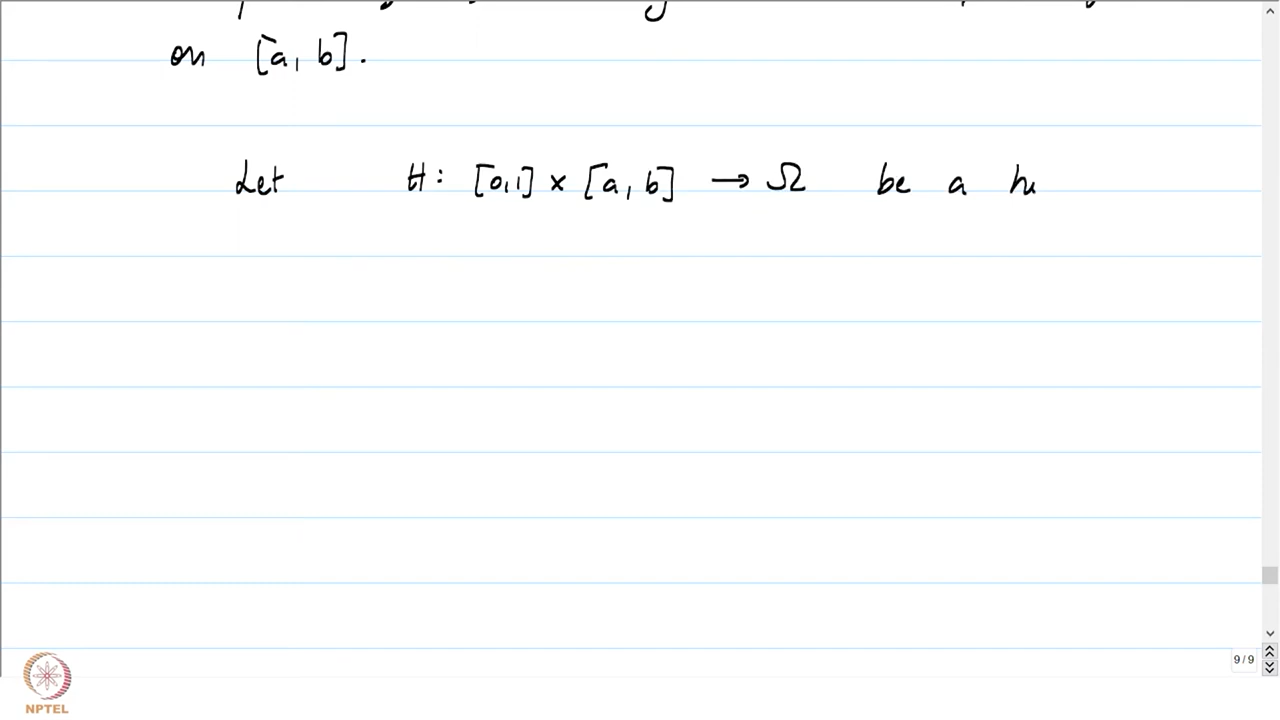 on [a, b].
Let H: [0,1] × [a, b] → Ω be a
9/9
NPTEL